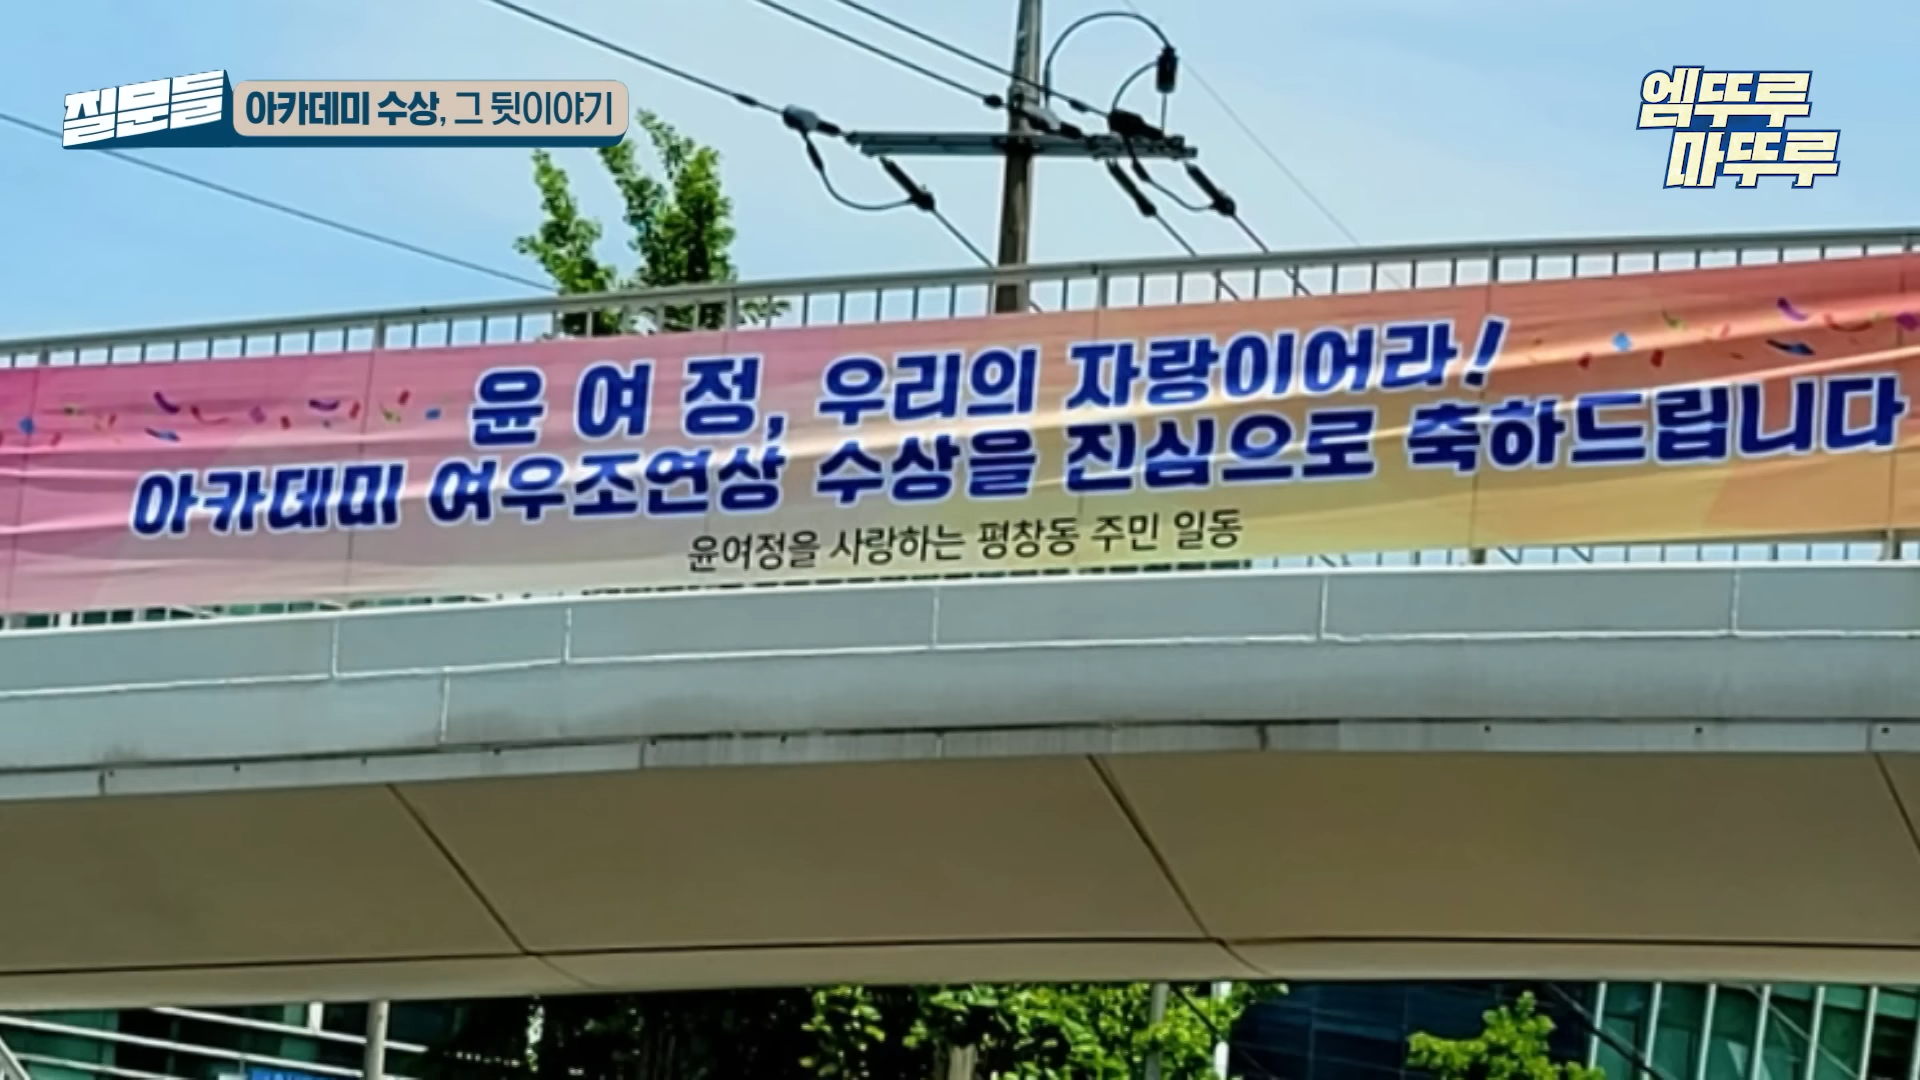 질문들
아카데미 수상, 그 뒷이야기
엠뚜루
마뚜루
윤여정, 우리의 자랑이어라!
아카데미 여우조연상 수상을 진심으로 축하드립니다
윤여정을 사랑하는 평창동 주민 일동